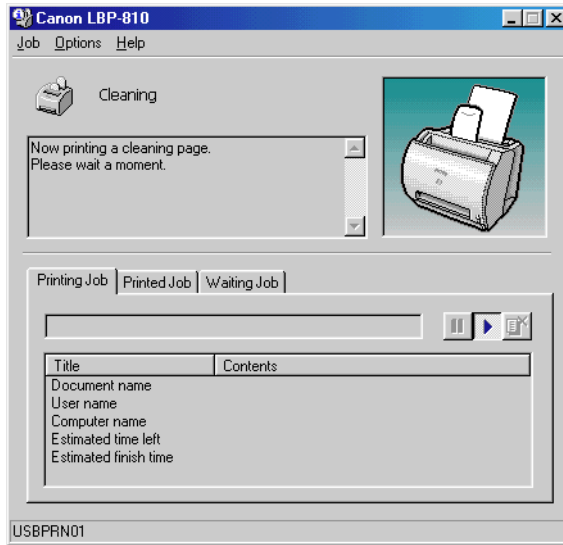 Canon LBP-810
Job Options Help
Cleaning
Now printing a cleaning page.
Please wait a moment.
Printing Job Printed Job Waiting Job
Title Contents
Document name
User name
Computer name
Estimated time left
Estimated finish time
USBPRN01